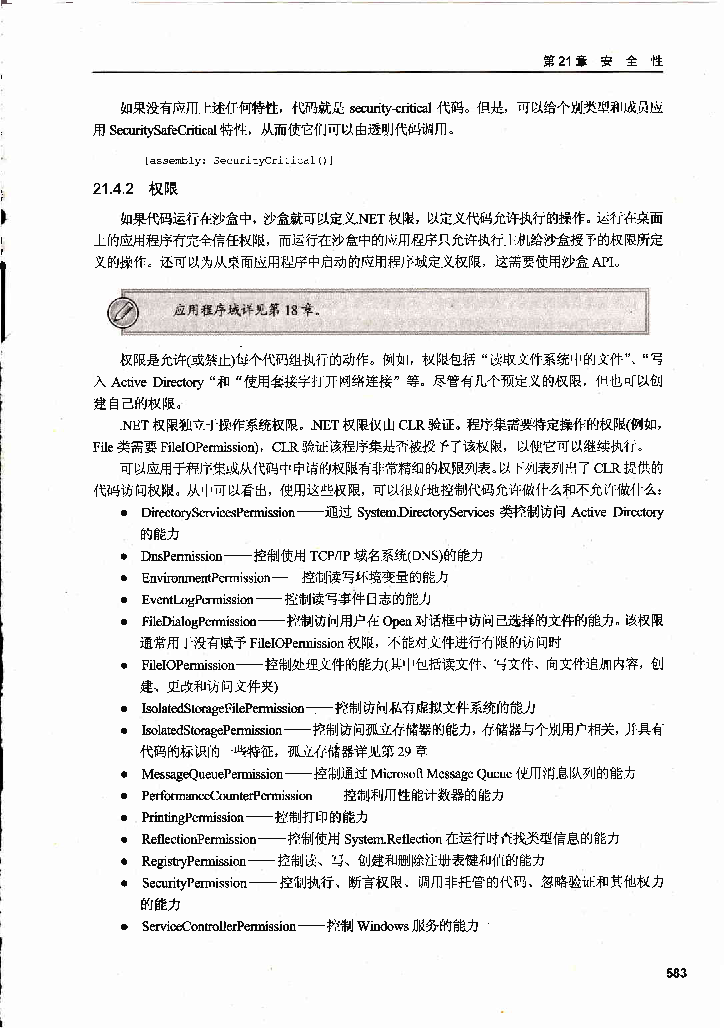 第21章 安 全 性
如果没有应用上述任何特性，代码就是 security-critical 代码。但是，可以给个别类型和成员应
用 SecuritySafeCritical 特性，从而使它们可以由透明代码调用。
[assembly: SecurityCritical()]
21.4.2 权限
如果代码运行在沙盒中，沙盒就可以定义.NET 权限，以定义代码允许执行的操作。运行在桌面
上的应用程序有完全信任权限，而运行在沙盒中的应用程序只允许执行主机给沙盒授予的权限所定
义的操作。还可以为从桌面应用程序中启动的应用程序域定义权限，这需要使用沙盒 API。
应用程序域详见第 18 章。
权限是允许(或禁止)每个代码组执行的动作。例如，权限包括“读取文件系统中的文件”、“写
入 Active Directory “和“使用套接字打开网络连接”等。尽管有几个预定义的权限，但也可以创
建自己的权限。
.NET 权限独立于操作系统权限。.NET 权限仅由 CLR 验证。程序集需要特定操作的权限(例如，
File 类需要 FileIOPermission)，CLR 验证该程序集是否被授予了该权限，以便它可以继续执行。
可以应用于程序集或从代码中申请的权限有非常精细的权限列表。以下列表列出了 CLR 提供的
代码访问权限。从中可以看出，使用这些权限，可以很好地控制代码允许做什么和不允许做什么：
● DirectoryServicesPermission——通过 System.DirectoryServices 类控制访问 Active Directory
的能力
● DnsPermission——控制使用 TCP/IP 域名系统(DNS)的能力
● EnvironmentPermission— 控制读写环境变量的能力
● EventLogPermission——控制读写事件日志的能力
● FileDialogPermission——控制访问用户在 Open 对话框中访问已选择的文件的能力。该权限
通常用于没有赋予 FileIOPermission 权限，不能对文件进行有限的访问时
● FileIOPermission——控制处理文件的能力(其中包括读文件、写文件、向文件追加内容，创
建、更改和访问文件夹)
● IsolatedStorageFilePermission——控制访问私有虚拟文件系统的能力
● IsolatedStoragePermission——控制访问孤立存储器的能力，存储器与个别用户相关，并具有
代码的标识的一些特征，孤立存储器详见第 29 章
● MessageQueuePermission——控制通过 Microsoft Message Queue 使用消息队列的能力
● PerformanceCounterPermission 控制利用性能计数器的能力
● PrintingPermission——控制打印的能力
● ReflectionPermission——控制使用 System.Reflection 在运行时查找类型信息的能力
● RegistryPermission——控制读、写、创建和删除注册表键和值的能力
● SecurityPermission——控制执行、断言权限、调用非托管的代码、忽略验证和其他权力
的能力
● ServiceControllerPermission——控制 Windows 服务的能力
583